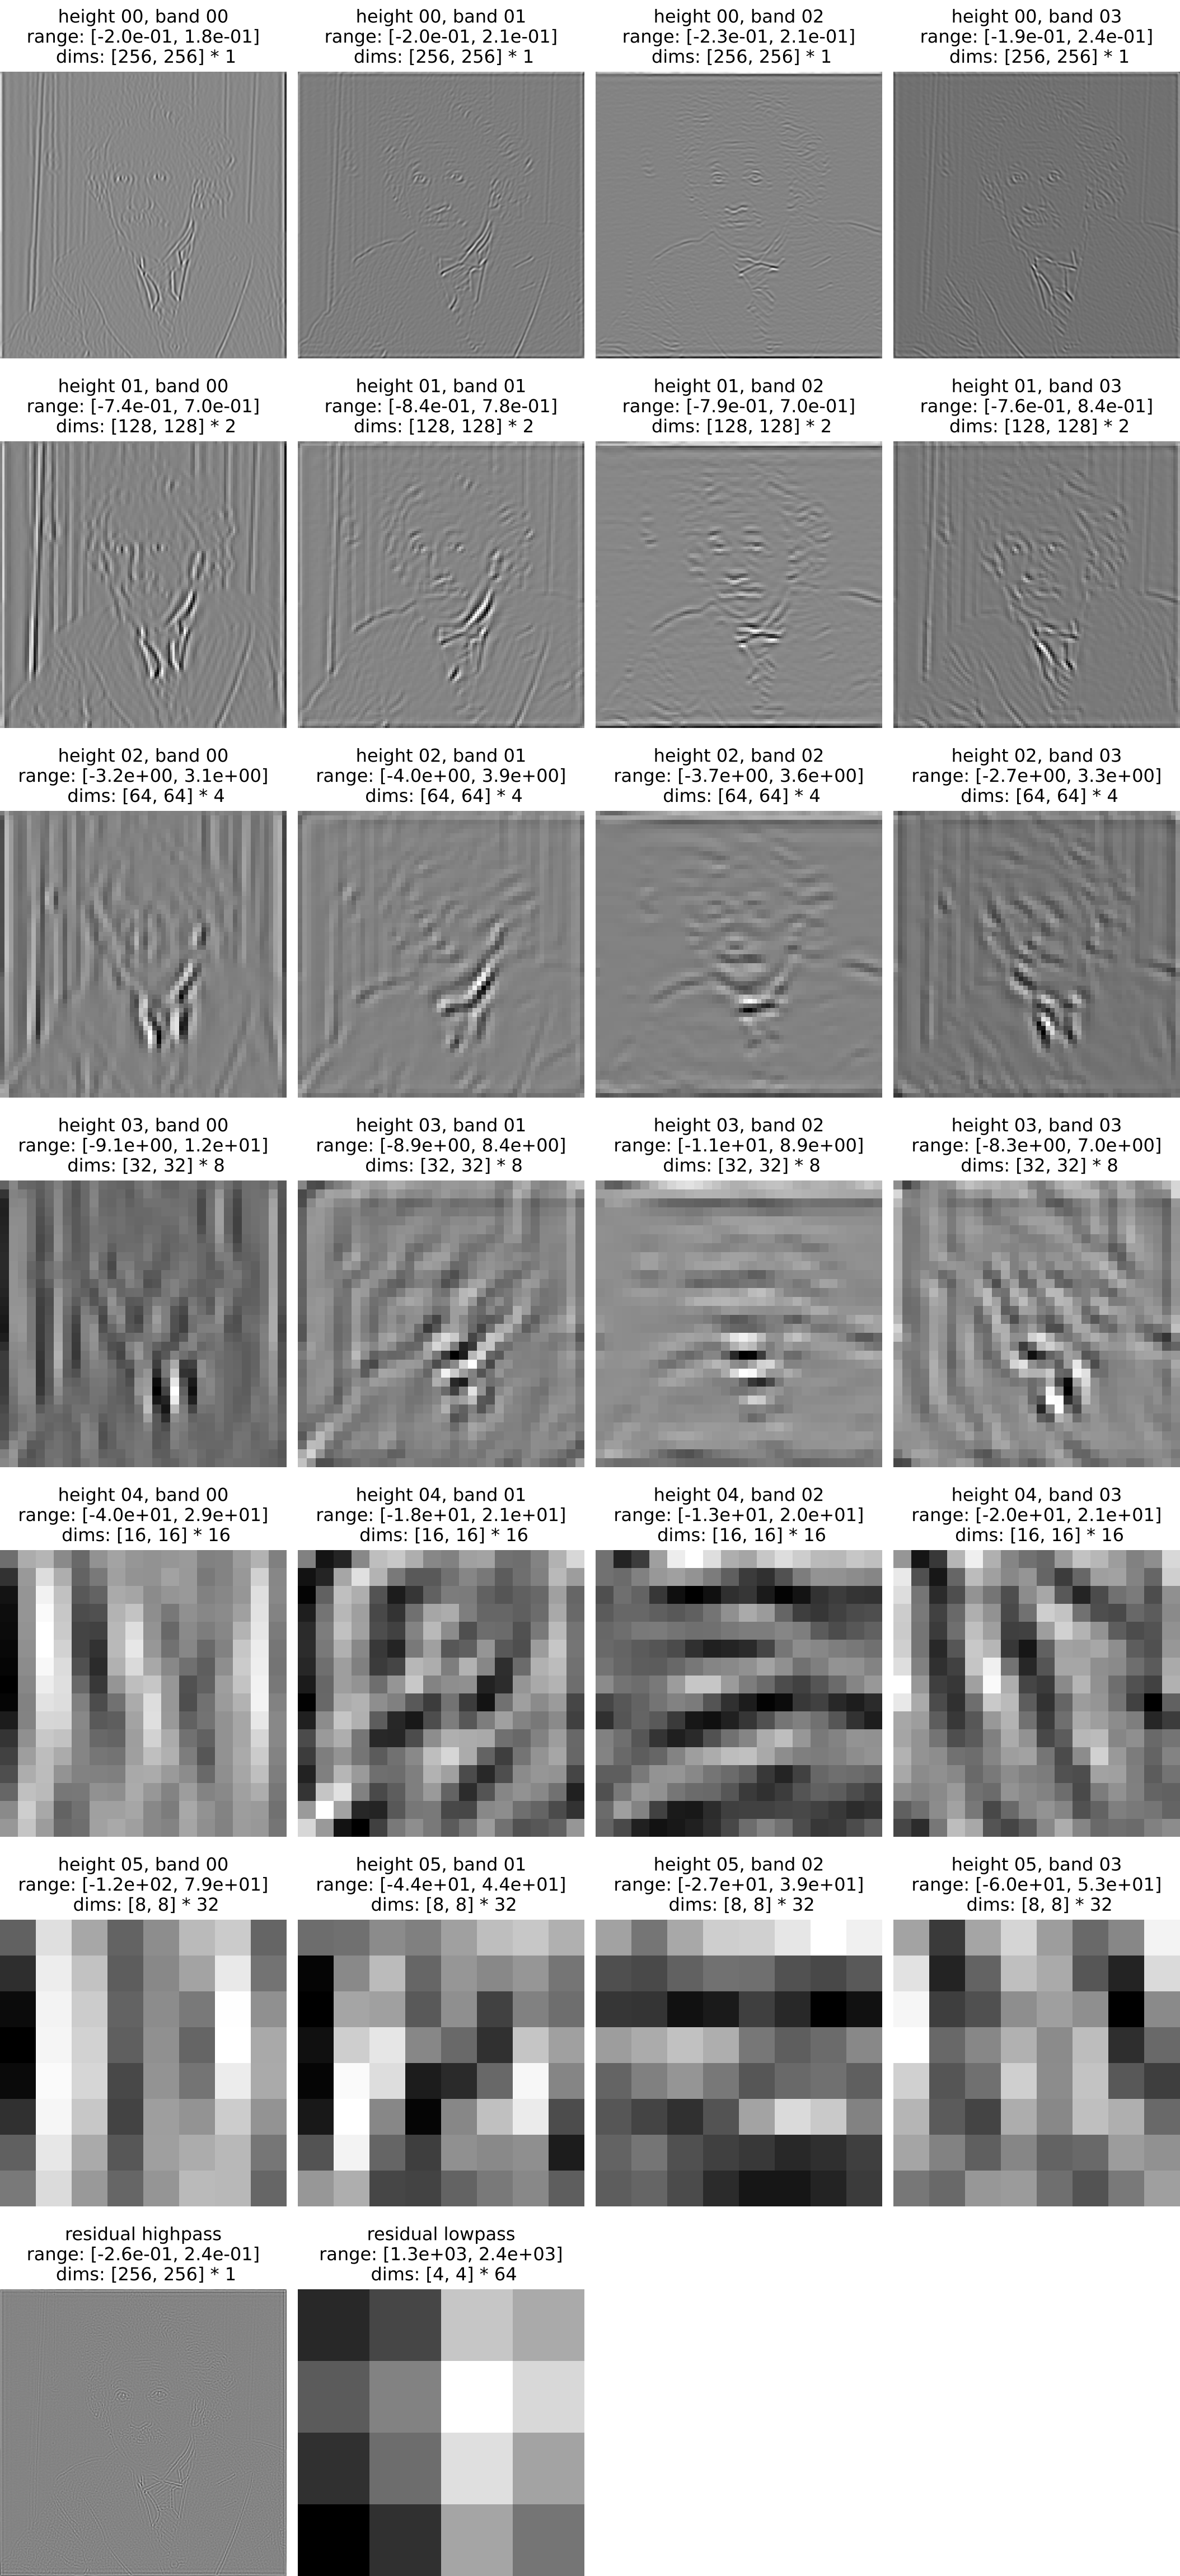 height 00, band 00
range: [-2.0e-01, 1.8e-01]
dims: [256, 256] * 1
height 00, band 01
range: [-2.0e-01, 2.1e-01]
dims: [256, 256] * 1
height 00, band 02
range: [-2.3e-01, 2.1e-01]
dims: [256, 256] * 1
height 00, band 03
range: [-1.9e-01, 2.4e-01]
dims: [256, 256] * 1
height 01, band 00
range: [-7.4e-01, 7.0e-01]
dims: [128, 128] * 2
height 01, band 01
range: [-8.4e-01, 7.8e-01]
dims: [128, 128] * 2
height 01, band 02
range: [-7.9e-01, 7.0e-01]
dims: [128, 128] * 2
height 01, band 03
range: [-7.6e-01, 8.4e-01]
dims: [128, 128] * 2
height 02, band 00
range: [-3.2e+00, 3.1e+00]
dims: [64, 64] * 4
height 02, band 01
range: [-4.0e+00, 3.9e+00]
dims: [64, 64] * 4
height 02, band 02
range: [-3.7e+00, 3.6e+00]
dims: [64, 64] * 4
height 02, band 03
range: [-2.7e+00, 3.3e+00]
dims: [64, 64] * 4
height 03, band 00
range: [-9.1e+00, 1.2e+01]
dims: [32, 32] * 8
height 03, band 01
range: [-8.9e+00, 8.4e+00]
dims: [32, 32] * 8
height 03, band 02
range: [-1.1e+01, 8.9e+00]
dims: [32, 32] * 8
height 03, band 03
range: [-8.3e+00, 7.0e+00]
dims: [32, 32] * 8
height 04, band 00
range: [-4.0e+01, 2.9e+01]
dims: [16, 16] * 16
height 04, band 01
range: [-1.8e+01, 2.1e+01]
dims: [16, 16] * 16
height 04, band 02
range: [-1.3e+01, 2.0e+01]
dims: [16, 16] * 16
height 04, band 03
range: [-2.0e+01, 2.1e+01]
dims: [16, 16] * 16
height 05, band 00
range: [-1.2e+02, 7.9e+01]
dims: [8, 8] * 32
height 05, band 01
range: [-4.4e+01, 4.4e+01]
dims: [8, 8] * 32
height 05, band 02
range: [-2.7e+01, 3.9e+01]
dims: [8, 8] * 32
height 05, band 03
range: [-6.0e+01, 5.3e+01]
dims: [8, 8] * 32
residual highpass
range: [-2.6e-01, 2.4e-01]
dims: [256, 256] * 1
residual lowpass
range: [1.3e+03, 2.4e+03]
dims: [4, 4] * 64